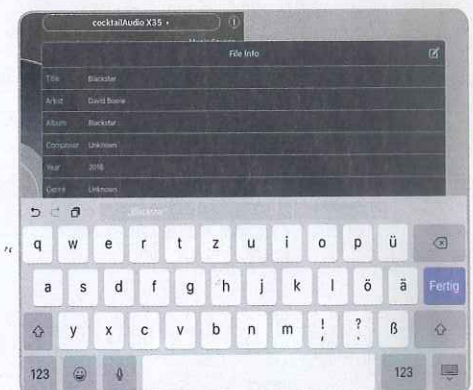 cocktailAudio X35
File Info
Title Blackstar
Artist David Bowie
Album Blackstar
Composer Unknown
Year 2016
Genre Unknown
„Blackstar“
q w e r t z u i o p ü
a s d f g h j k l ö ä Fertig
y x c v b n m ! , ? . ß
123 123